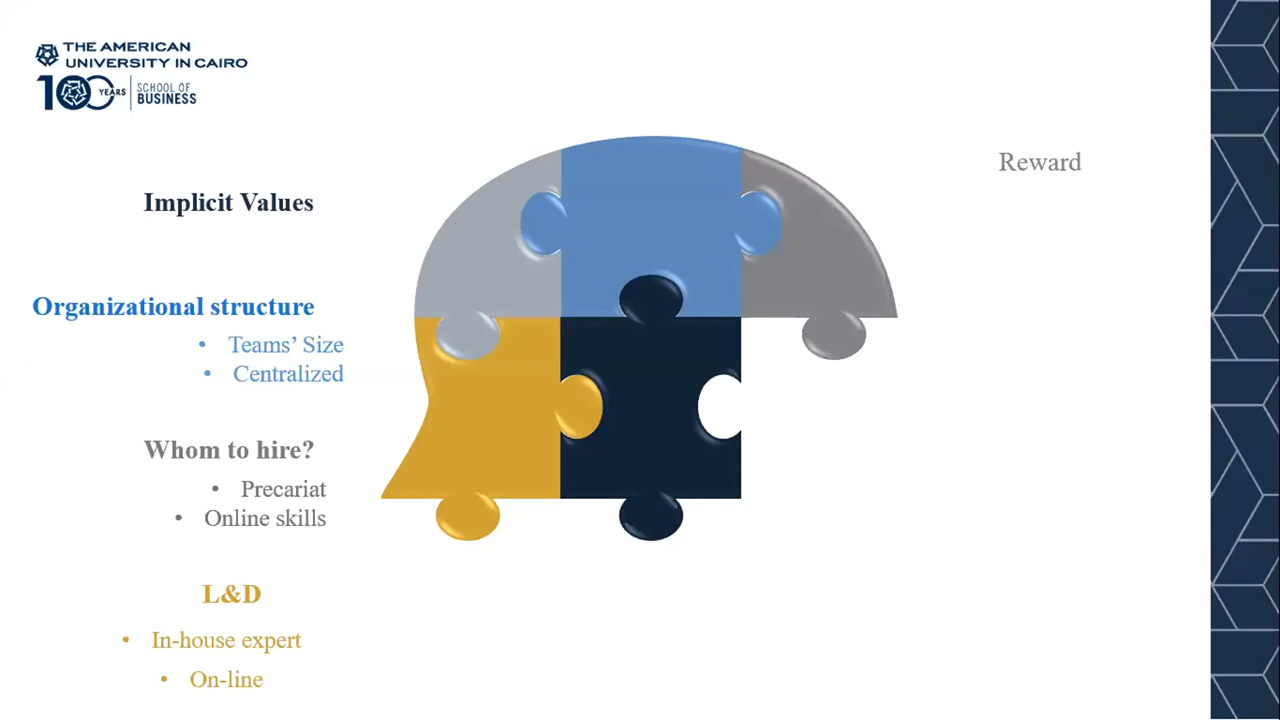 THE AMERICAN
UNIVERSITY IN CAIRO
100 YEARS
SCHOOL OF
BUSINESS
Implicit Values
Organizational structure
• Teams’ Size
• Centralized
Whom to hire?
• Precariat
• Online skills
L&D
• In-house expert
• On-line
Reward